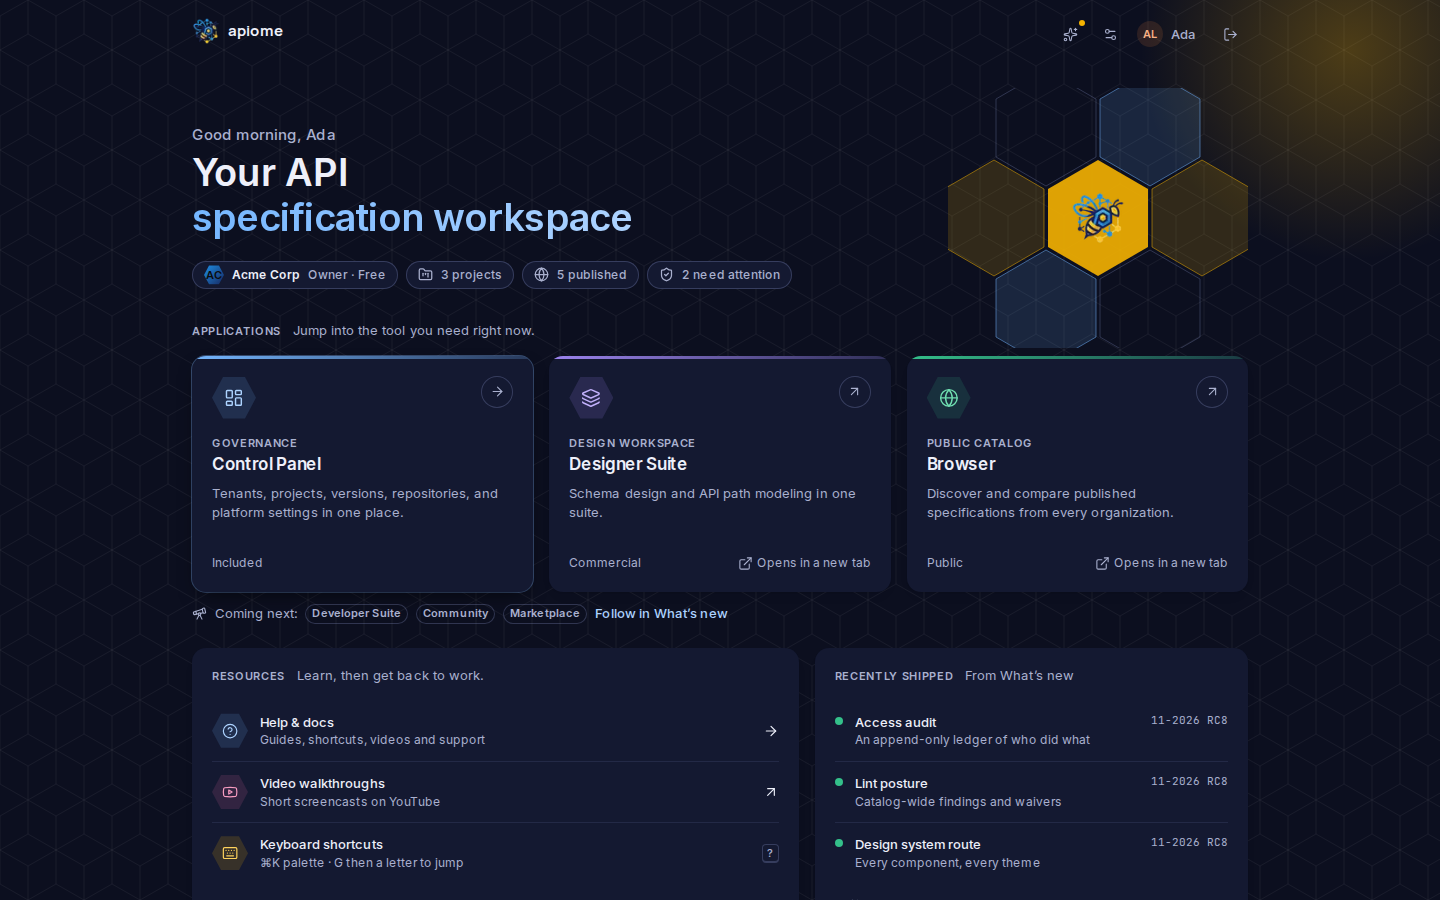 apiome
AL
Ada
Good morning, Ada
Your API
specification workspace
AC
Acme Corp
Owner · Free
3 projects
5 published
2 need attention
APPLICATIONS
Jump into the tool you need right now.
GOVERNANCE
Control Panel
Tenants, projects, versions, repositories, and
platform settings in one place.
Included
DESIGN WORKSPACE
Designer Suite
Schema design and API path modeling in one
suite.
Commercial
Opens in a new tab
PUBLIC CATALOG
Browser
Discover and compare published
specifications from every organization.
Public
Opens in a new tab
Coming next:
Developer Suite
Community
Marketplace
Follow in What's new
RESOURCES
Learn, then get back to work.
Help & docs
Guides, shortcuts, videos and support
Video walkthroughs
Short screencasts on YouTube
Keyboard shortcuts
⌘K palette · G then a letter to jump
?
RECENTLY SHIPPED
From What's new
Access audit
11-2026 RC8
An append-only ledger of who did what
Lint posture
11-2026 RC8
Catalog-wide findings and waivers
Design system route
11-2026 RC8
Every component, every theme